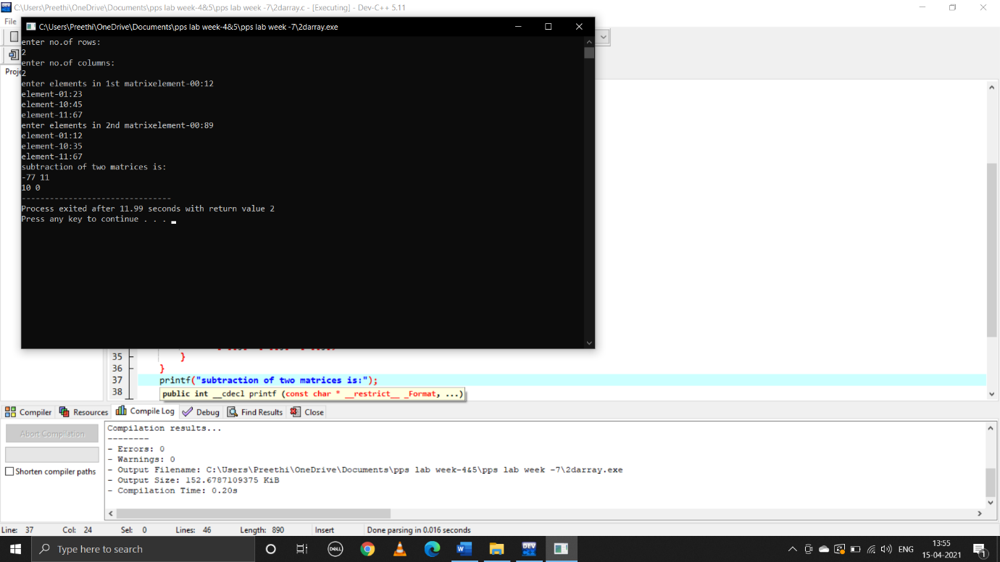 C:\Users\Preethi\OneDrive\Documents\pps lab week-4&5\pps lab week -7\2darray.c - [Executing] - Dev-C++ 5.11
File
C:\Users\Preethi\OneDrive\Documents\pps lab week-4&5\pps lab week -7\2darray.exe
enter no.of rows:
2
enter no.of columns:
2
enter elements in 1st matrixelement-00:12
element-01:23
element-10:45
element-11:67
enter elements in 2nd matrixelement-00:89
element-01:12
element-10:35
element-11:67
subtraction of two matrices is:
-77 11
10 0
--------------------------------
Process exited after 11.99 seconds with return value 2
Press any key to continue . . .
Proje
35 }
36 }
37 printf("subtraction of two matrices is:");
38 public int __cdecl printf (const char * __restrict__ _Format, ...)
Compiler Resources Compile Log Debug Find Results Close
Abort Compilation
Shorten compiler paths
Compilation results...
--------
- Errors: 0
- Warnings: 0
- Output Filename: C:\Users\Preethi\OneDrive\Documents\pps lab week-4&5\pps lab week -7\2darray.exe
- Output Size: 152.6787109375 KiB
- Compilation Time: 0.20s
Line: 37 Col: 24 Sel: 0 Lines: 46 Length: 890 Insert Done parsing in 0.016 seconds
Type here to search
DELL
W
DEV C++
ENG
13:55
15-04-2021
1